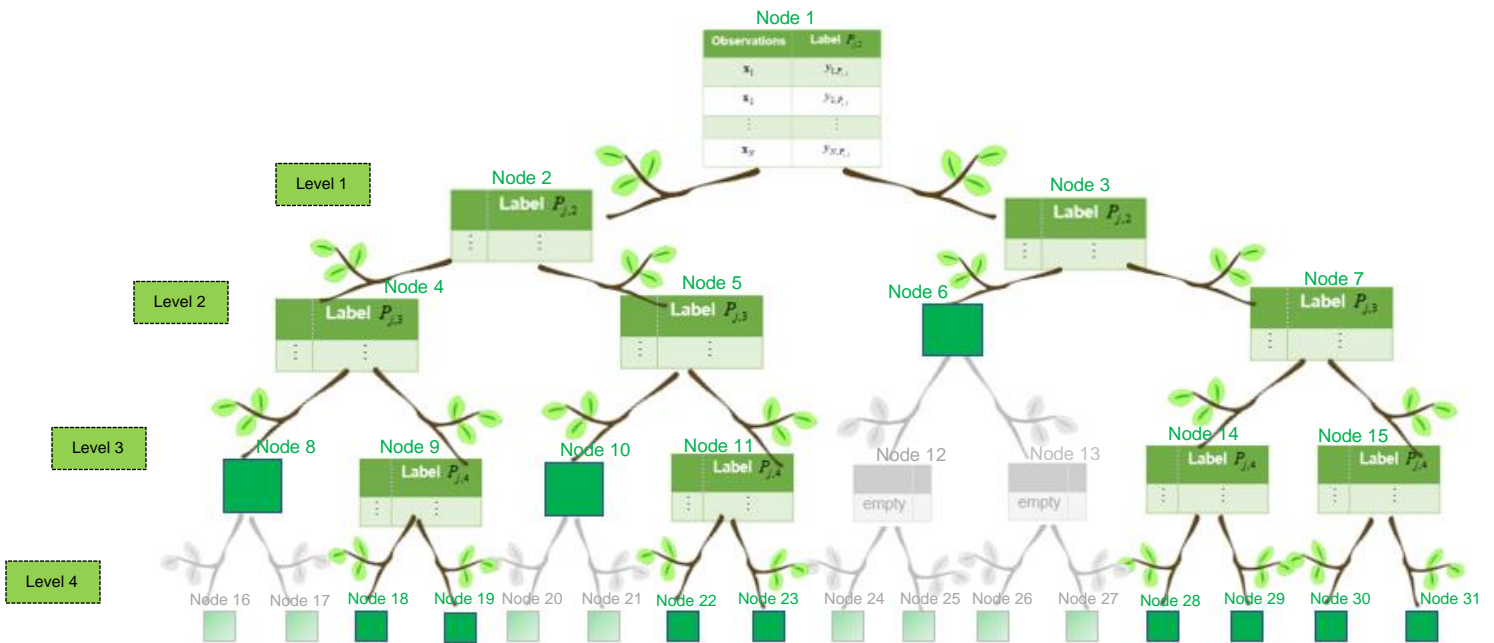 Node 1
Observations Label P_{j,2}
x_1 y_{1,P_{j,1}}
x_2 y_{2,P_{j,1}}
⋮ ⋮
x_N y_{N,P_{j,1}}
Level 1
Node 2
Label P_{j,2}
⋮ ⋮
Node 3
Label P_{j,2}
⋮ ⋮
Level 2
Node 4
Label P_{j,3}
⋮ ⋮
Node 5
Label P_{j,3}
⋮ ⋮
Node 6
Node 7
Label P_{j,3}
⋮ ⋮
Level 3
Node 8
Node 9
Label P_{j,4}
⋮ ⋮
Node 10
Node 11
Label P_{j,4}
⋮ ⋮
Node 12
empty
Node 13
empty
Node 14
Label P_{j,4}
⋮ ⋮
Node 15
Label P_{j,4}
⋮ ⋮
Level 4
Node 16
Node 17
Node 18
Node 19
Node 20
Node 21
Node 22
Node 23
Node 24
Node 25
Node 26
Node 27
Node 28
Node 29
Node 30
Node 31